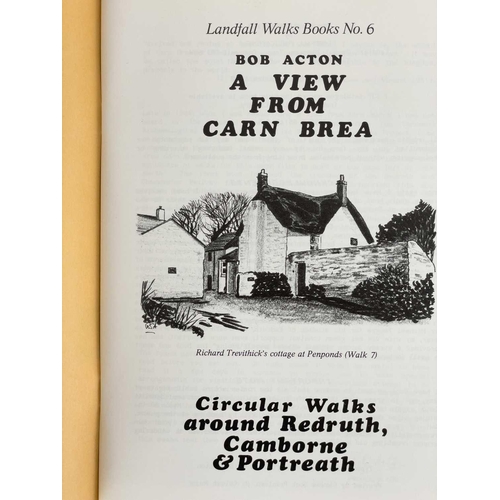 Landfall Walks Books No. 6
BOB ACTON
A VIEW
FROM
CARN BREA
Richard Trevithick's cottage at Penponds (Walk 7)
Circular Walks
around Redruth,
Camborne
& Portreath